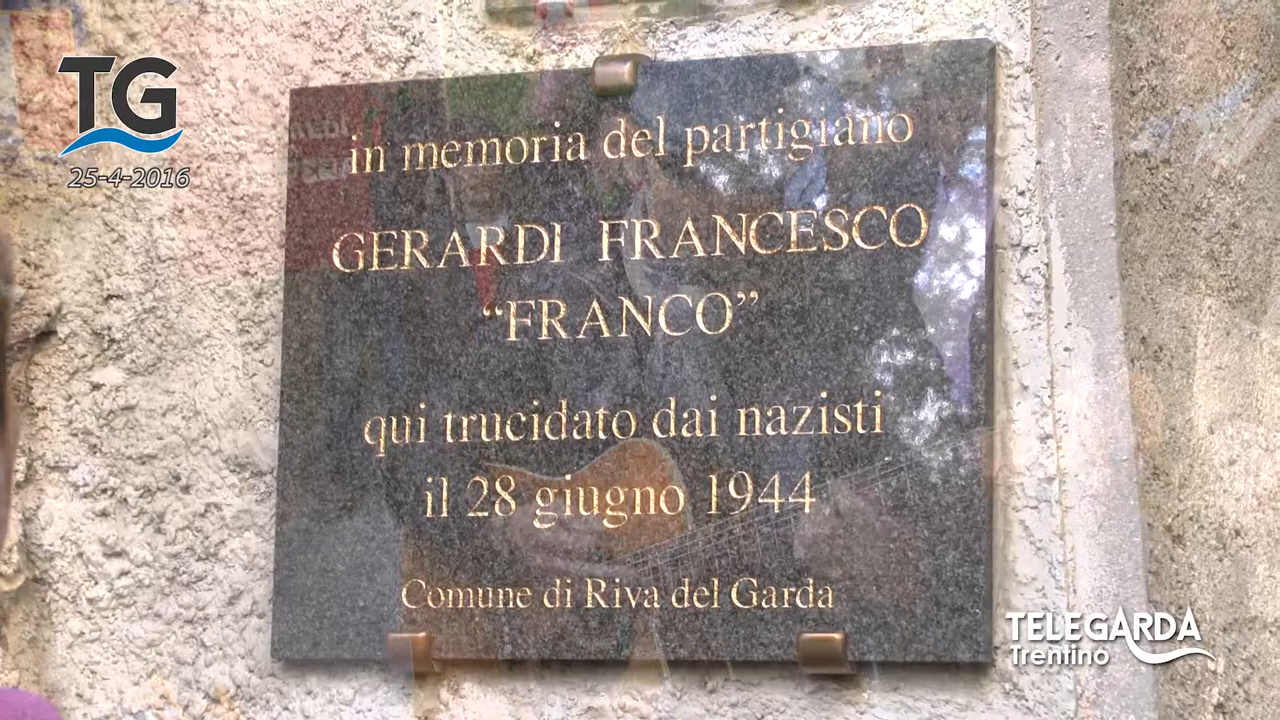 TG
25-4-2016
in memoria del partigiano
GERARDI FRANCESCO
“FRANCO”
qui trucidato dai nazisti
il 28 giugno 1944
Comune di Riva del Garda
TELEGARDA
Trentino